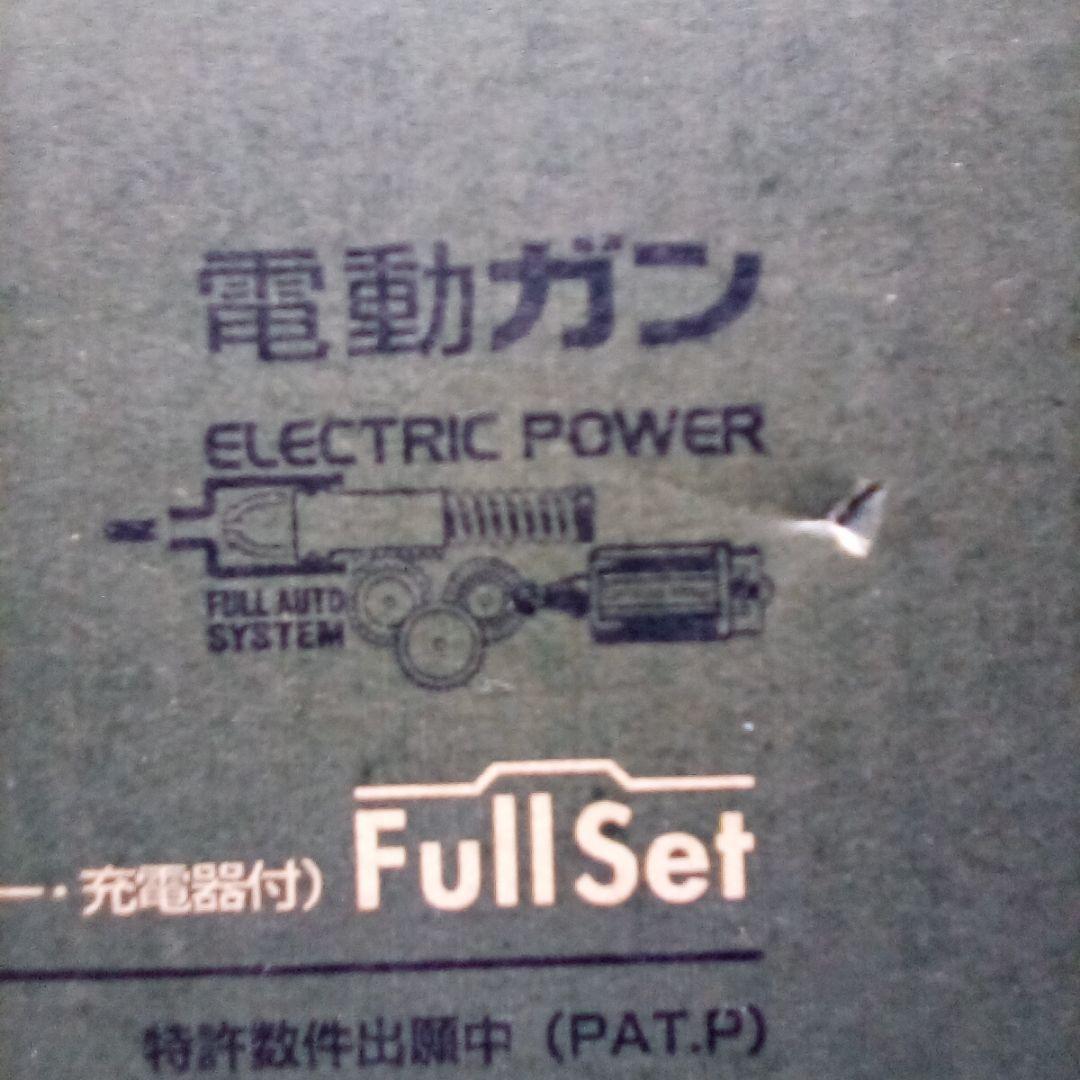 電動ガン
ELECTRIC POWER
FULL AUTO
SYSTEM
Full Set
ー・充電器付)
特許数件出願中 (PAT.P)